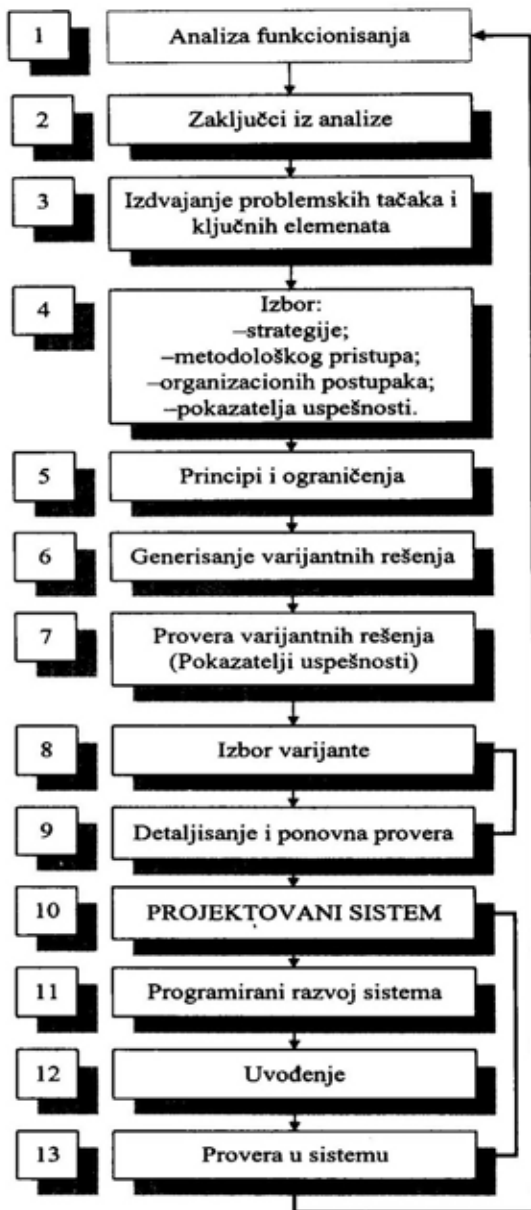 1
Analiza funkcionisanja
2
Zaključci iz analize
3
Izdvajanje problemskih tačaka i
ključnih elemenata
4
Izbor:
–strategije;
–metodološkog pristupa;
–organizacionih postupaka;
–pokazatelja uspešnosti.
5
Principi i ograničenja
6
Generisanje varijantnih rešenja
7
Provera varijantnih rešenja
(Pokazatelji uspešnosti)
8
Izbor varijante
9
Detaljisanje i ponovna provera
10
PROJEKTOVANI SISTEM
11
Programirani razvoj sistema
12
Uvođenje
13
Provera u sistemu